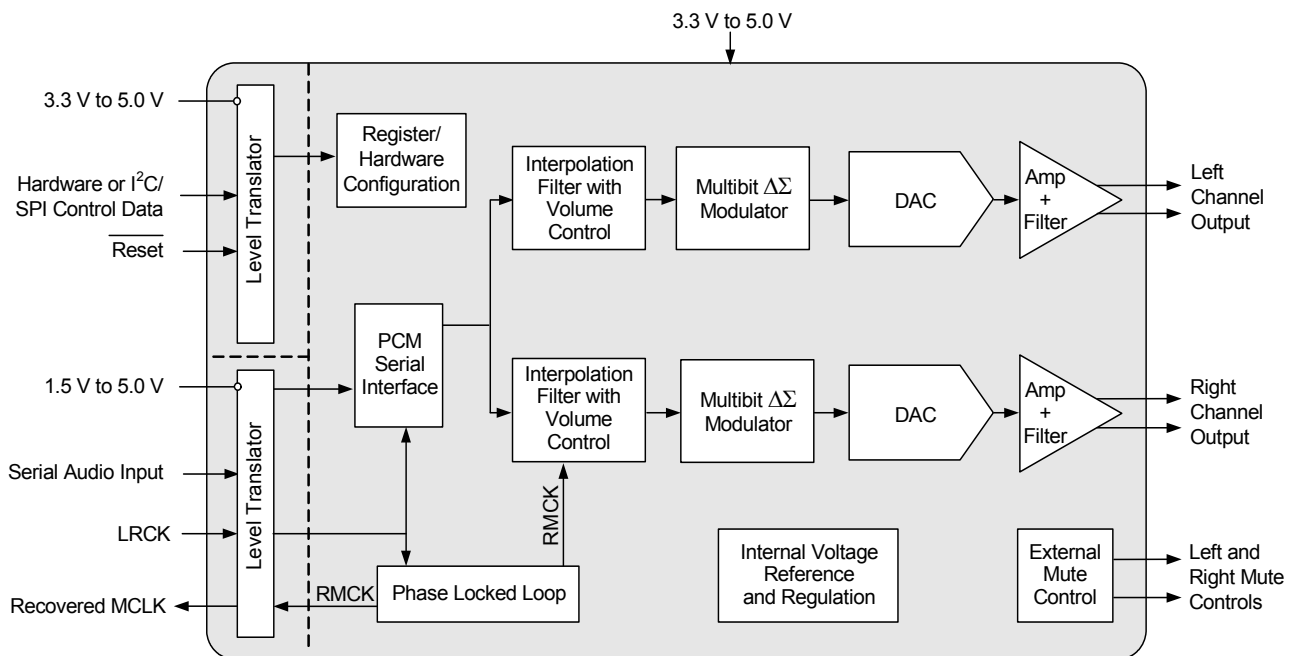 3.3 V to 5.0 V
3.3 V to 5.0 V
Hardware or I²C/
SPI Control Data
Reset
Level Translator
Register/
Hardware
Configuration
Interpolation
Filter with
Volume
Control
Multibit ΔΣ
Modulator
DAC
Amp
+
Filter
Left
Channel
Output
1.5 V to 5.0 V
Serial Audio Input
LRCK
Recovered MCLK
Level Translator
PCM
Serial
Interface
Interpolation
Filter with
Volume
Control
Multibit ΔΣ
Modulator
DAC
Amp
+
Filter
Right
Channel
Output
RMCK
RMCK
Phase Locked Loop
Internal Voltage
Reference
and Regulation
External
Mute
Control
Left and
Right Mute
Controls